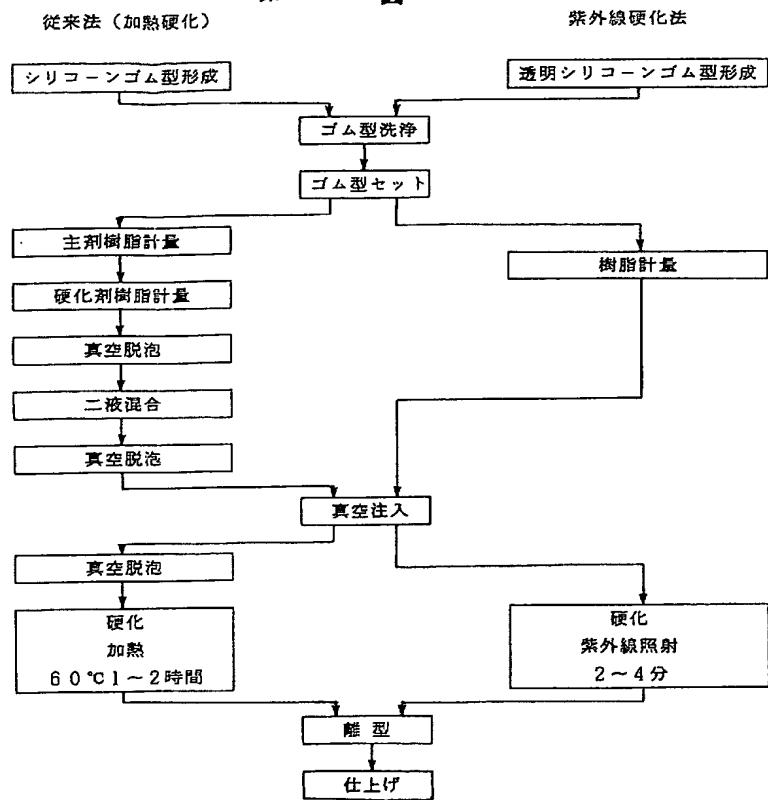 従来法(加熱硬化)
紫外線硬化法
シリコーンゴム型形成
透明シリコーンゴム型形成
ゴム型洗浄
ゴム型セット
主剤樹脂計量
樹脂計量
硬化剤樹脂計量
真空脱泡
二液混合
真空脱泡
真空注入
真空脱泡
硬化
加熱
60℃1~2時間
硬化
紫外線照射
2~4分
離型
仕上げ